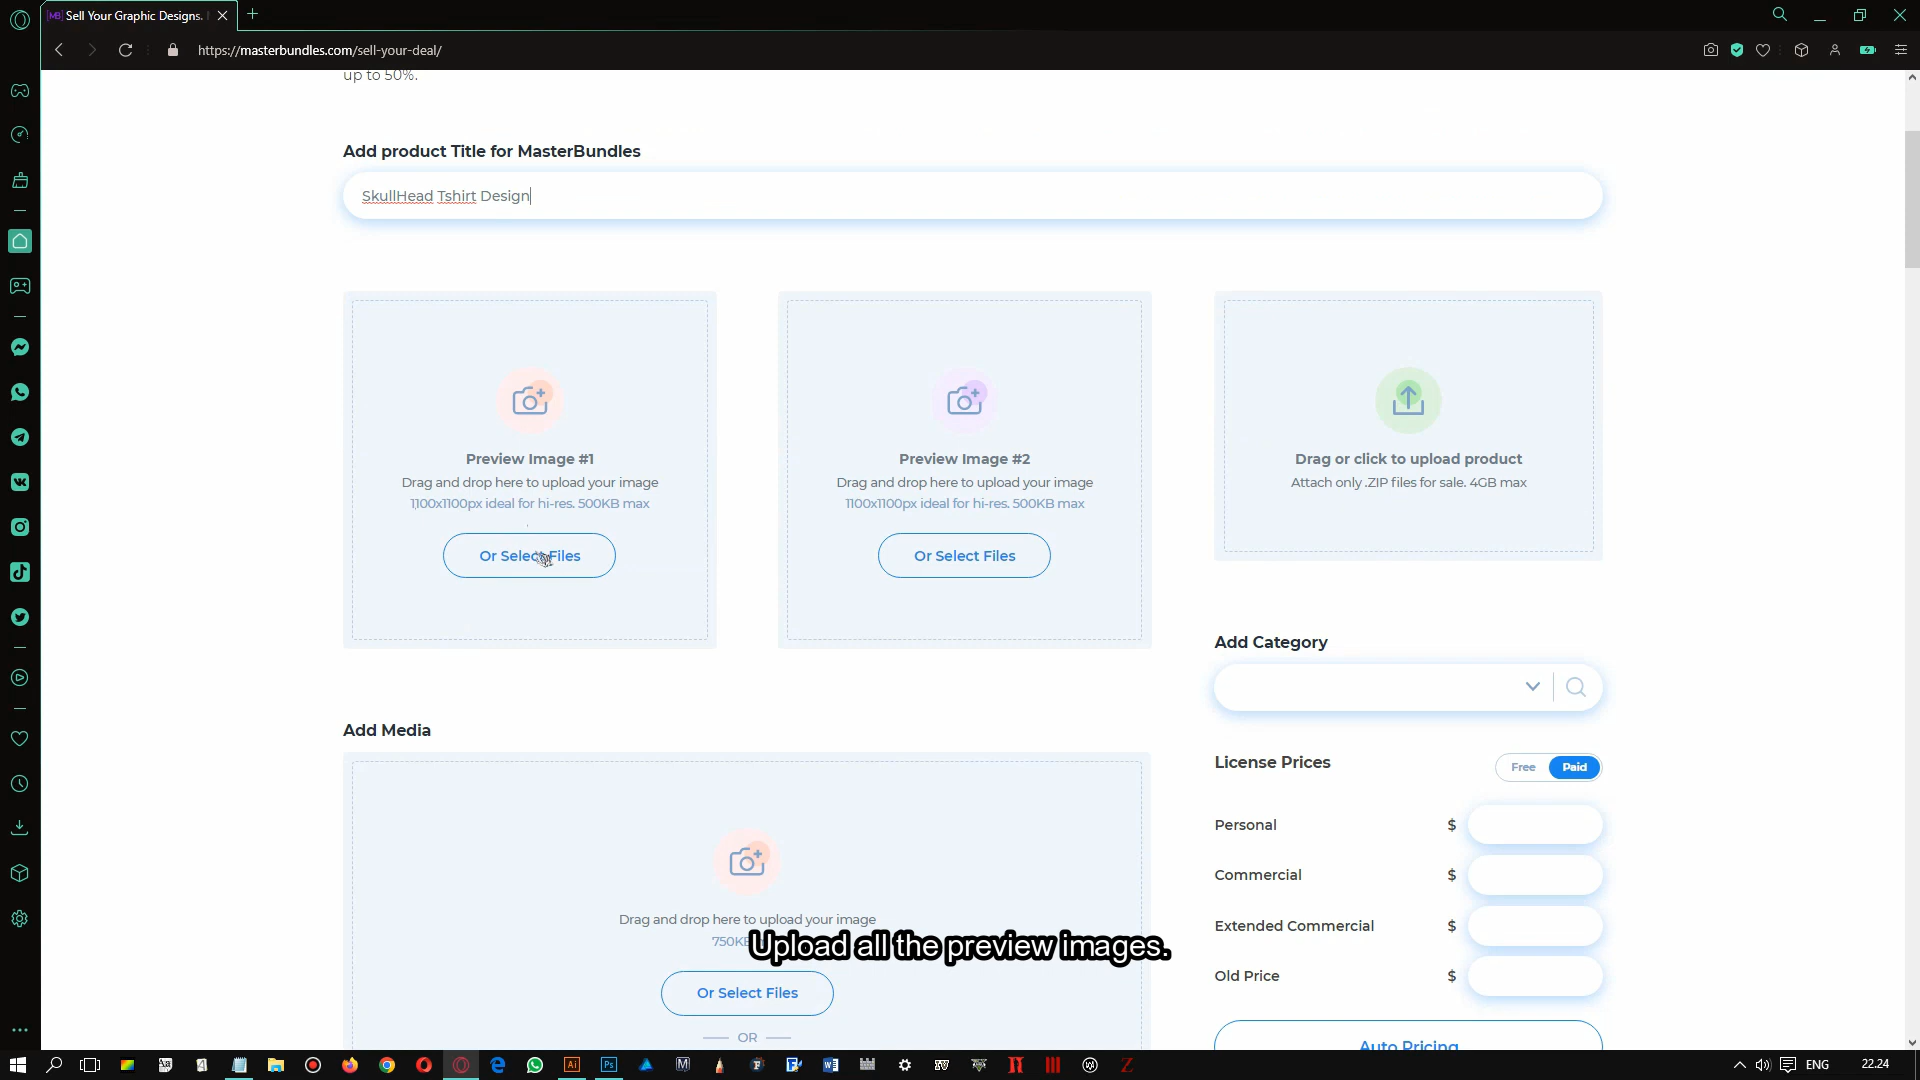 Sell Your Graphic Designs.
https://masterbundles.com/sell-your-deal/
up to 50%.
Add product Title for MasterBundles
SkullHead Tshirt Design
Preview Image #1
Drag and drop here to upload your image
1100x1100px ideal for hi-res. 500KB max
Or Select Files
Preview Image #2
Drag and drop here to upload your image
1100x1100px ideal for hi-res. 500KB max
Or Select Files
Drag or click to upload product
Attach only .ZIP files for sale. 4GB max
Add Category
Add Media
License Prices
Free
Paid
Personal $
Commercial $
Extended Commercial $
Old Price $
Drag and drop here to upload your image
750KB
Upload all the preview images.
Or Select Files
OR
Auto Pricing
ENG
22.24